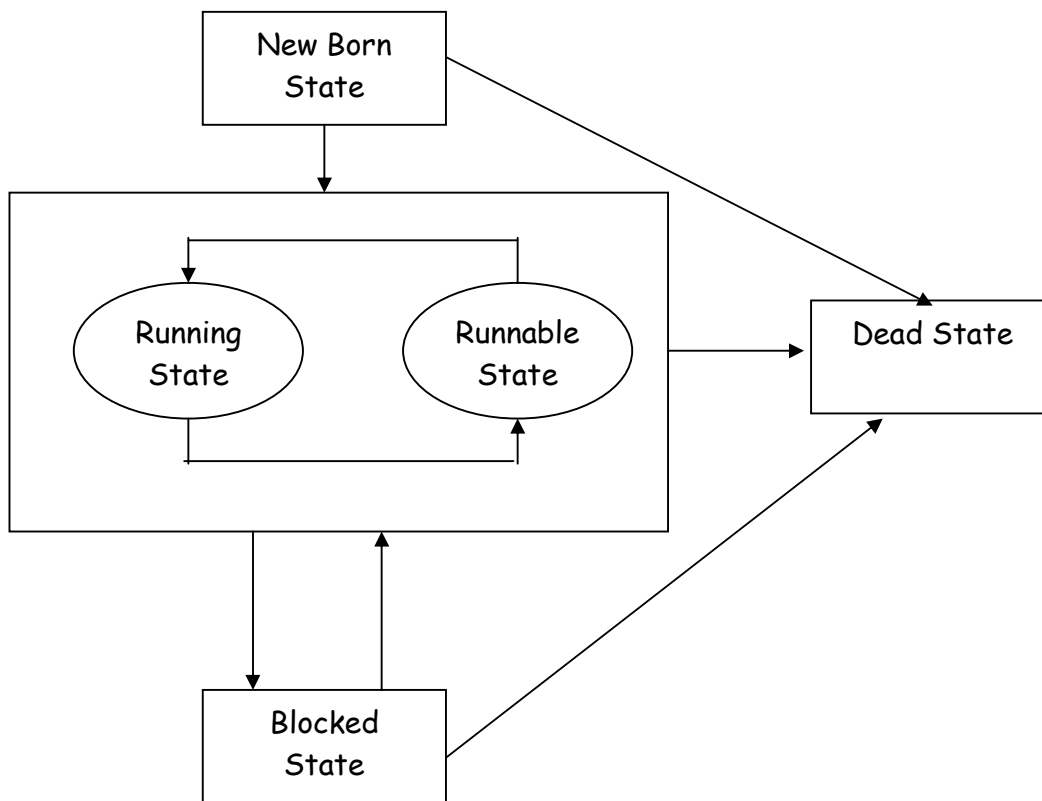 New Born
State
Running
State
Runnable
State
Dead State
Blocked
State